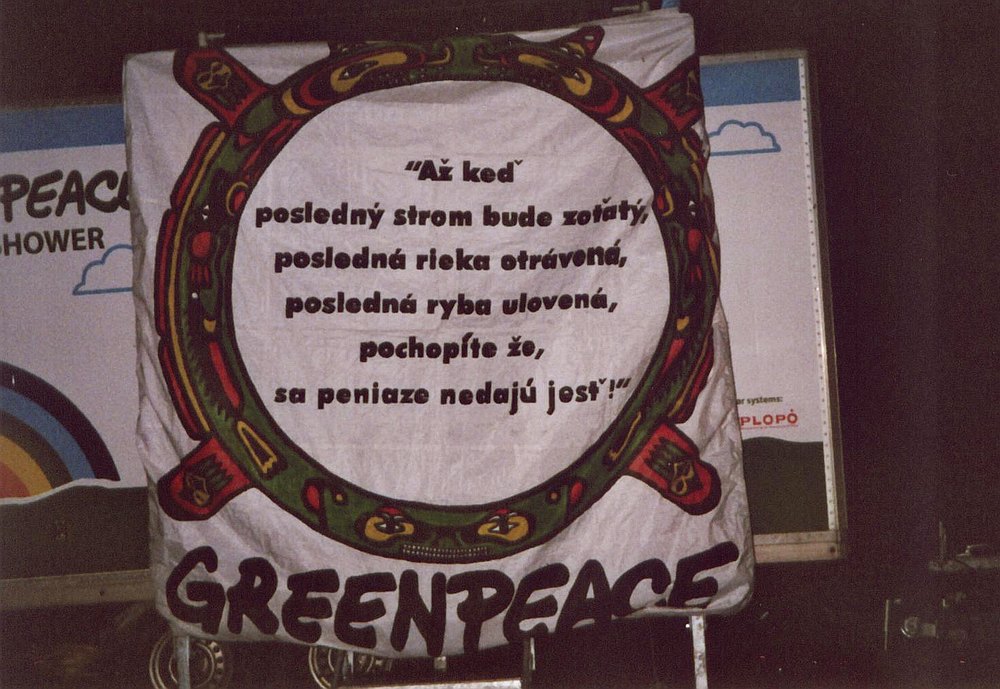 "Až keď
posledný strom bude zoťatý,
posledná rieka otrávená,
posledná ryba ulovená,
pochopíte že,
sa peniaze nedajú jesť!"
GREENPEACE
PEACE
SHOWER
systems:
PLOPÒ